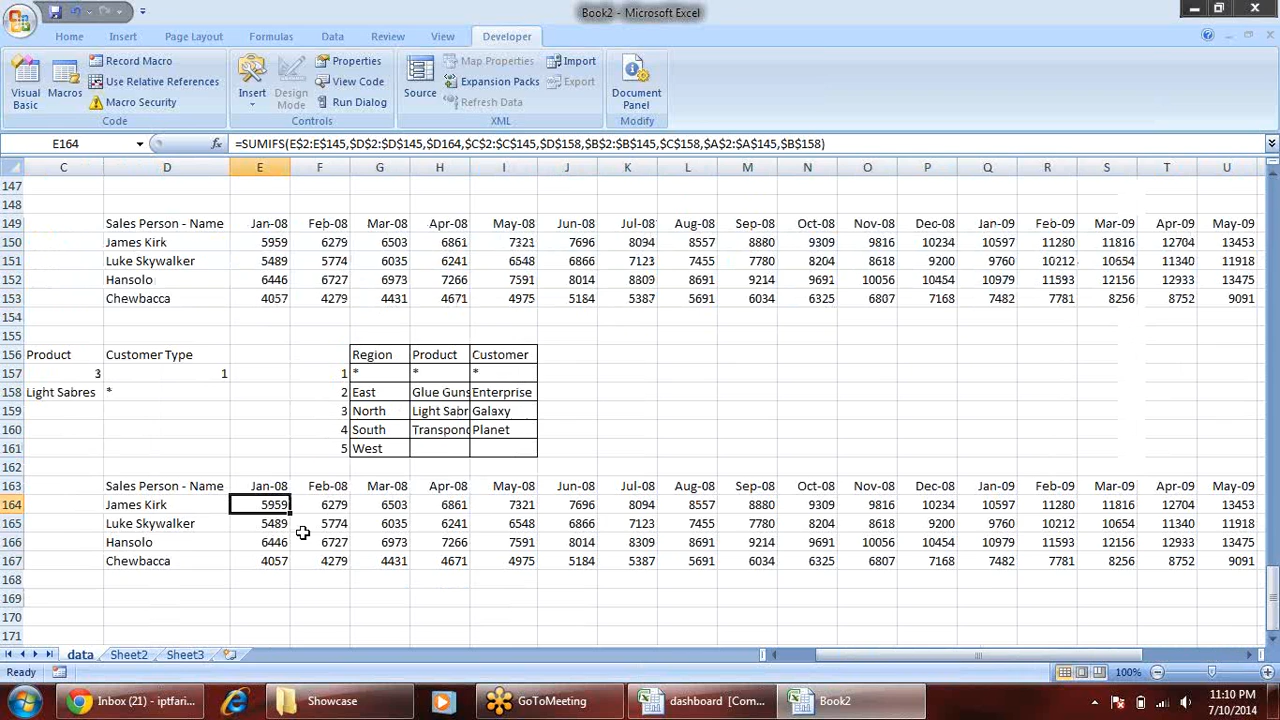 Book2 - Microsoft Excel
Home Insert Page Layout Formulas Data Review View Developer
Visual Basic Macros Record Macro Use Relative References Macro Security Code
Insert Design Mode Properties View Code Run Dialog Controls
Source Map Properties Expansion Packs Refresh Data Import Export XML
Document Panel Modify
E164 fx =SUMIFS(E$2:E$145,$D$2:$D$145,$D164,$C$2:$C$145,$D$158,$B$2:$B$145,$C$158,$A$2:$A$145,$B$158)
C D E F G H I J K L M N O P Q R S T U
147
148
149 Sales Person - Name Jan-08 Feb-08 Mar-08 Apr-08 May-08 Jun-08 Jul-08 Aug-08 Sep-08 Oct-08 Nov-08 Dec-08 Jan-09 Feb-09 Mar-09 Apr-09 May-09
150 James Kirk 5959 6279 6503 6861 7321 7696 8094 8557 8880 9309 9816 10234 10597 11280 11816 12704 13453
151 Luke Skywalker 5489 5774 6035 6241 6548 6866 7123 7455 7780 8204 8618 9200 9760 10212 10654 11340 11918
152 Hansolo 6446 6727 6973 7266 7591 8014 8809 8691 9214 9691 10056 10454 10979 11593 12156 12933 13475
153 Chewbacca 4057 4279 4431 4671 4975 5184 5387 5691 6034 6325 6807 7168 7482 7781 8256 8752 9091
154
155
156 Product Customer Type Region Product Customer
157 3 1 1 * * *
158 Light Sabres * 2 East Glue Guns Enterprise
159 3 North Light Sabr Galaxy
160 4 South Transpond Planet
161 5 West
162
163 Sales Person - Name Jan-08 Feb-08 Mar-08 Apr-08 May-08 Jun-08 Jul-08 Aug-08 Sep-08 Oct-08 Nov-08 Dec-08 Jan-09 Feb-09 Mar-09 Apr-09 May-09
164 James Kirk 5959 6279 6503 6861 7321 7696 8094 8557 8880 9309 9816 10234 10597 11280 11816 12704 13453
165 Luke Skywalker 5489 5774 6035 6241 6548 6866 7123 7455 7780 8204 8618 9200 9760 10212 10654 11340 11918
166 Hansolo 6446 6727 6973 7266 7591 8014 8309 8691 9214 9691 10056 10454 10979 11593 12156 12933 13475
167 Chewbacca 4057 4279 4431 4671 4975 5184 5387 5691 6034 6325 6807 7168 7482 7781 8256 8752 9091
168
169
170
171
data Sheet2 Sheet3
Ready 100%
Inbox (21) - iptfari... Showcase GoToMeeting dashboard [Com... Book2 11:10 PM
7/10/2014